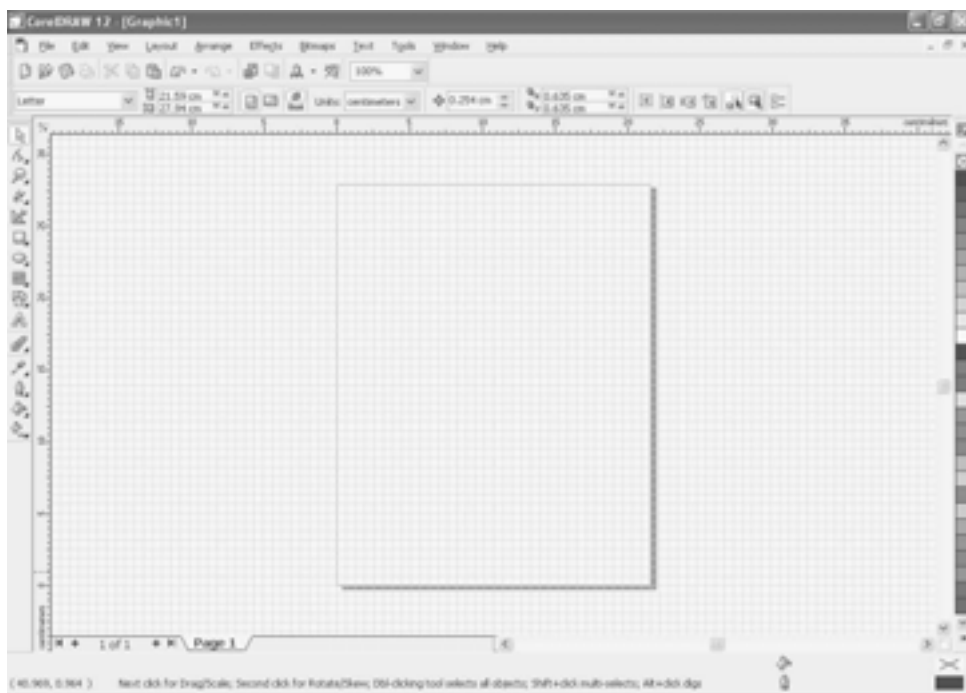 CorelDRAW 12 - [Graphic1]
File Edit View Layout Arrange Effects Bitmaps Text Tools Window Help
100%
Letter 21.59 cm 27.94 cm Units: centimeters 0.254 cm 0.635 cm 0.635 cm
centimeters
centimeters
1 of 1 Page 1
Next click for Drag/Scale; Second click for Rotate/Skew; Dbl-clicking tool selects all objects; Shift+click multi-selects; Alt+click digs